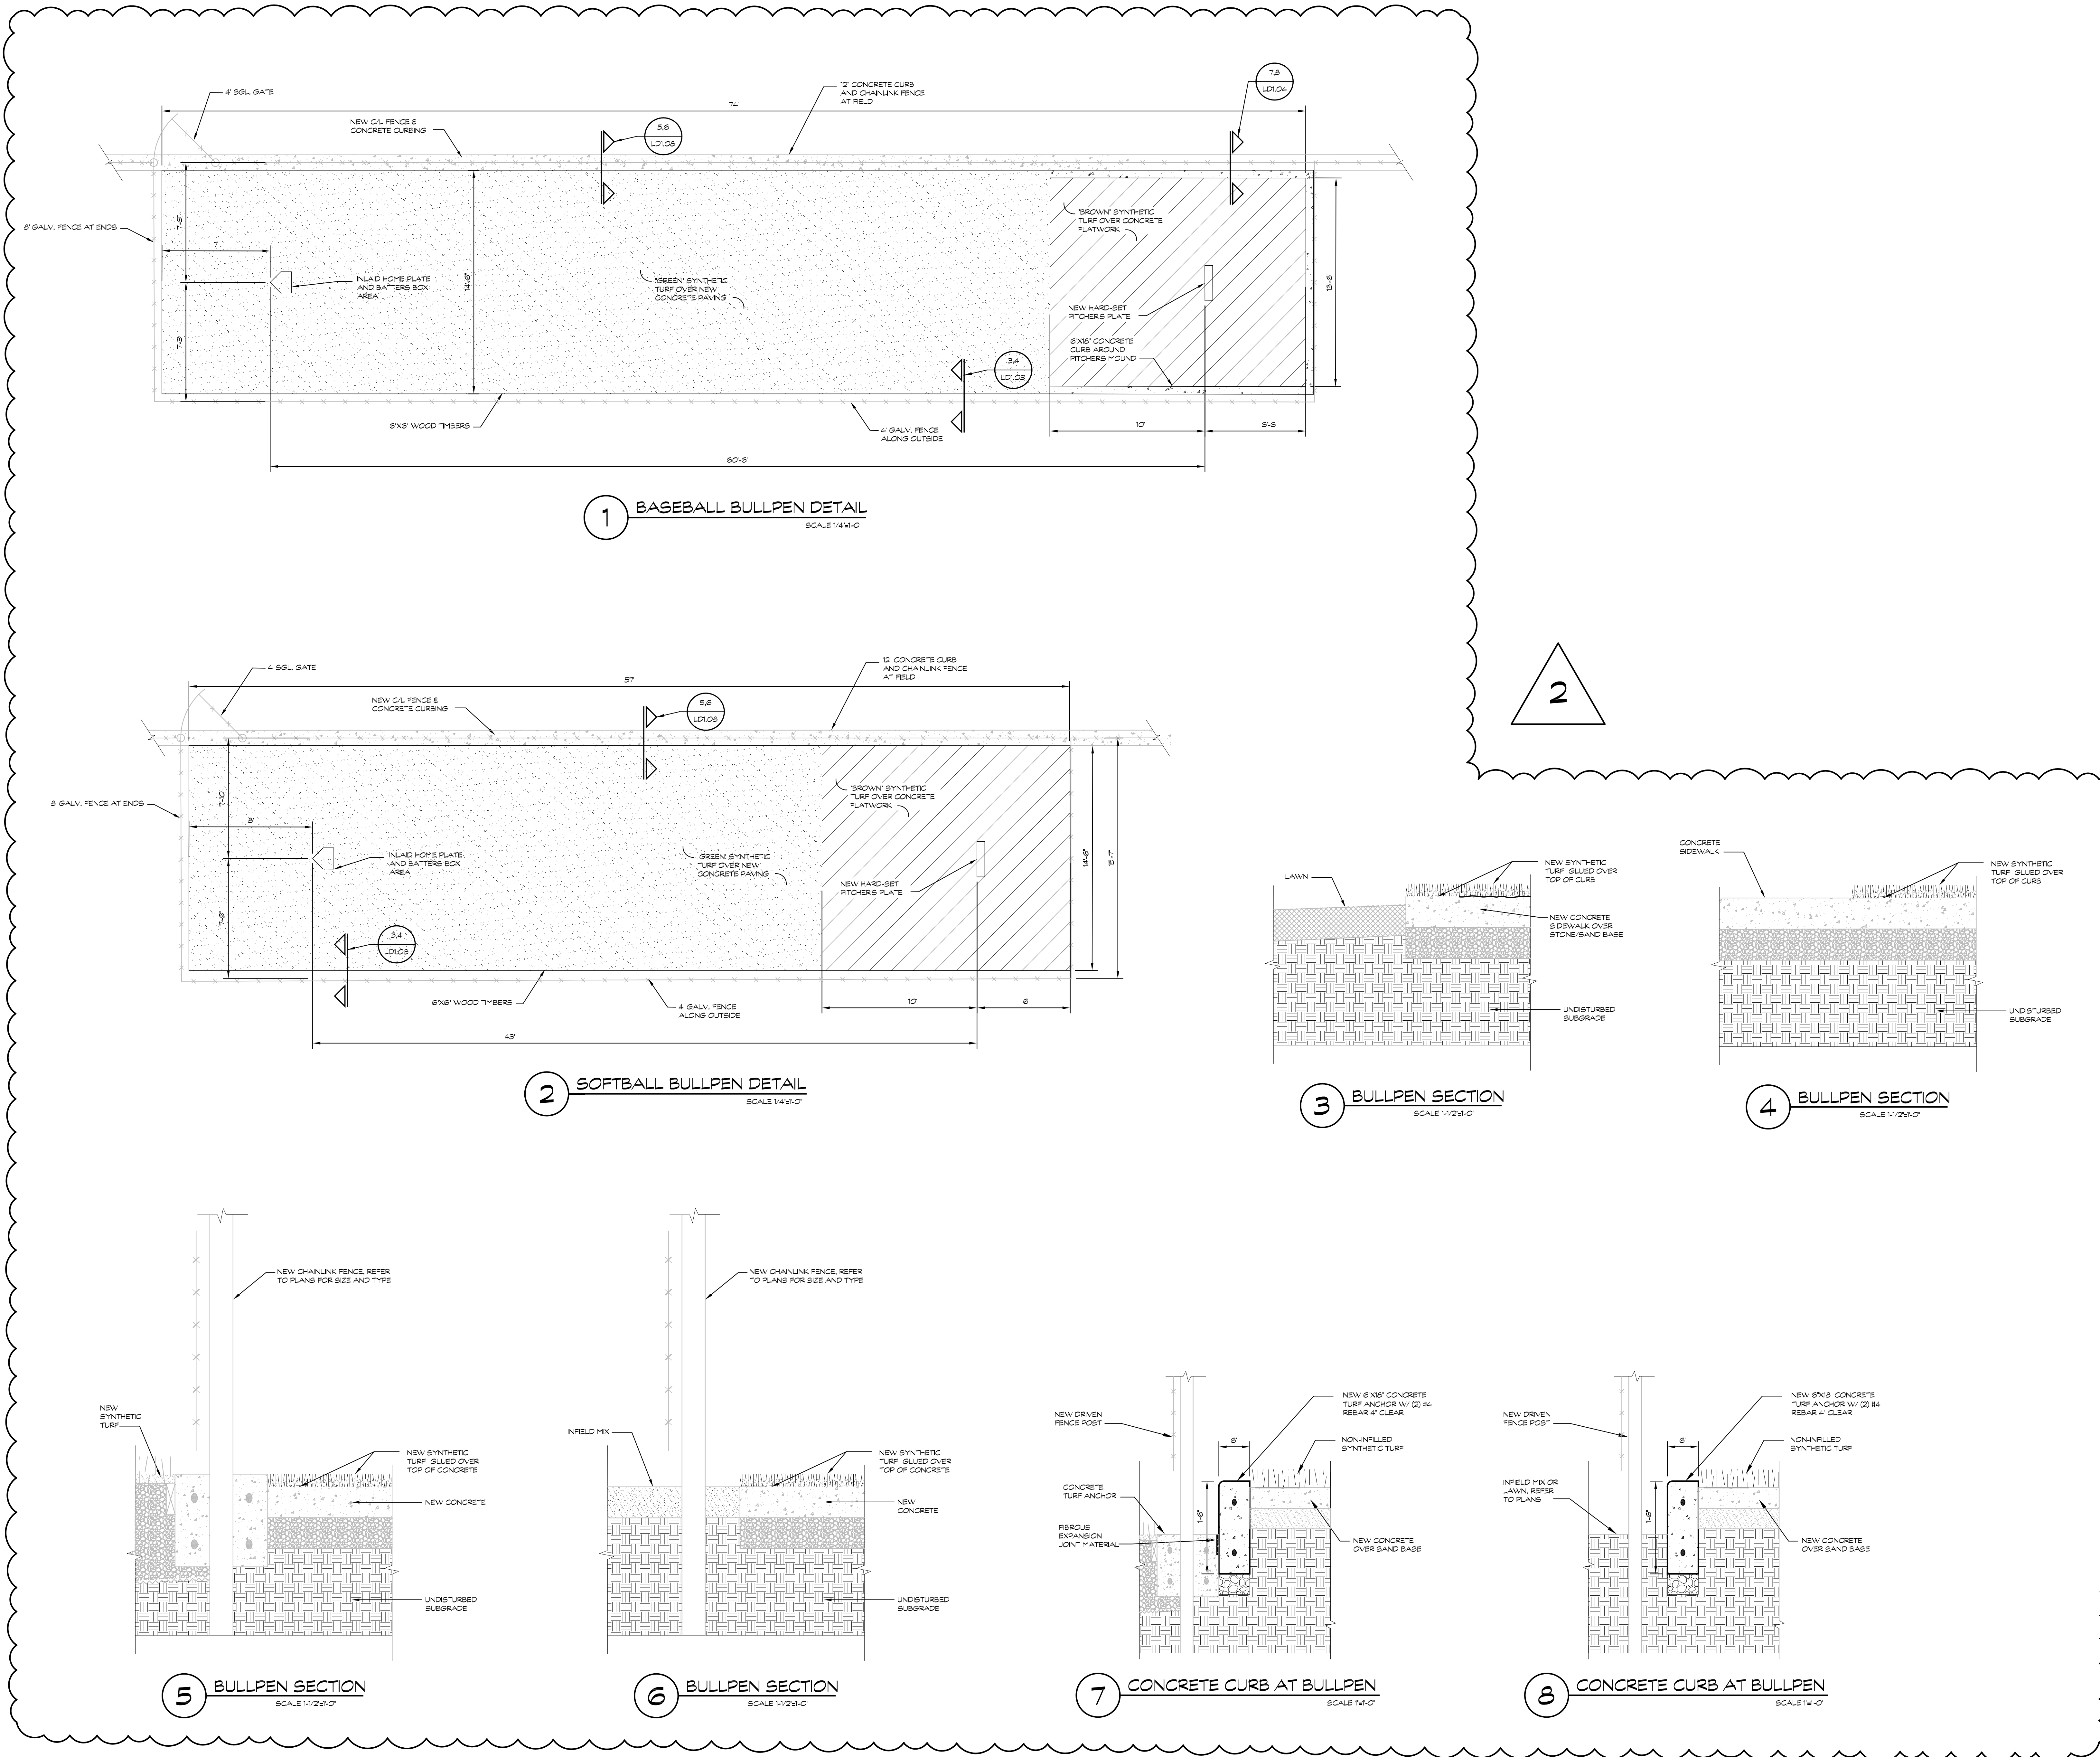 4' SGL. GATE
NEW C/L FENCE &
CONCRETE CURBING
74'
12" CONCRETE CURB
AND CHAINLINK FENCE
AT FIELD
5,6
LD1.08
7,8
LD1.04
8' GALV. FENCE AT ENDS
7'-9"
7'
7'-9"
INLAID HOME PLATE
AND BATTERS BOX
AREA
14'-6"
'GREEN' SYNTHETIC
TURF OVER NEW
CONCRETE PAVING
'BROWN' SYNTHETIC
TURF OVER CONCRETE
FLATWORK
NEW HARD-SET
PITCHERS PLATE
6"X18" CONCRETE
CURB AROUND
PITCHERS MOUND
13'-6"
3,4
LD1.09
6"X6" WOOD TIMBERS
4' GALV. FENCE
ALONG OUTSIDE
10'
6'-6"
60'-6"
1
BASEBALL BULLPEN DETAIL
SCALE 1/4"=1'-0"
4' SGL. GATE
NEW C/L FENCE &
CONCRETE CURBING
57'
12" CONCRETE CURB
AND CHAINLINK FENCE
AT FIELD
5,6
LD1.08
8' GALV. FENCE AT ENDS
7'-10"
8'
7'-9"
INLAID HOME PLATE
AND BATTERS BOX
AREA
'GREEN' SYNTHETIC
TURF OVER NEW
CONCRETE PAVING
'BROWN' SYNTHETIC
TURF OVER CONCRETE
FLATWORK
NEW HARD-SET
PITCHERS PLATE
14'-6"
15'-7"
3,4
LD1.08
6"X6" WOOD TIMBERS
4' GALV. FENCE
ALONG OUTSIDE
10'
6'
43'
2
SOFTBALL BULLPEN DETAIL
SCALE 1/4"=1'-0"
2
LAWN
NEW SYNTHETIC
TURF GLUED OVER
TOP OF CURB
NEW CONCRETE
SIDEWALK OVER
STONE/SAND BASE
UNDISTURBED
SUBGRADE
3
BULLPEN SECTION
SCALE 1-1/2"=1'-0"
CONCRETE
SIDEWALK
NEW SYNTHETIC
TURF GLUED OVER
TOP OF CURB
UNDISTURBED
SUBGRADE
4
BULLPEN SECTION
SCALE 1-1/2"=1'-0"
NEW CHAINLINK FENCE, REFER
TO PLANS FOR SIZE AND TYPE
NEW
SYNTHETIC
TURF
NEW SYNTHETIC
TURF GLUED OVER
TOP OF CONCRETE
NEW CONCRETE
UNDISTURBED
SUBGRADE
5
BULLPEN SECTION
SCALE 1-1/2"=1'-0"
NEW CHAINLINK FENCE, REFER
TO PLANS FOR SIZE AND TYPE
INFIELD MIX
NEW SYNTHETIC
TURF GLUED OVER
TOP OF CONCRETE
NEW
CONCRETE
UNDISTURBED
SUBGRADE
6
BULLPEN SECTION
SCALE 1-1/2"=1'-0"
NEW DRIVEN
FENCE POST
CONCRETE
TURF ANCHOR
FIBROUS
EXPANSION
JOINT MATERIAL
6"
1'-6"
NEW 6"X18" CONCRETE
TURF ANCHOR W/ (2) #4
REBAR 4" CLEAR
NON-INFILLED
SYNTHETIC TURF
NEW CONCRETE
OVER SAND BASE
7
CONCRETE CURB AT BULLPEN
SCALE 1"=1'-0"
NEW DRIVEN
FENCE POST
INFIELD MIX OR
LAWN, REFER
TO PLANS
6"
1'-6"
NEW 6"X18" CONCRETE
TURF ANCHOR W/ (2) #4
REBAR 4" CLEAR
NON-INFILLED
SYNTHETIC TURF
NEW CONCRETE
OVER SAND BASE
8
CONCRETE CURB AT BULLPEN
SCALE 1"=1'-0"